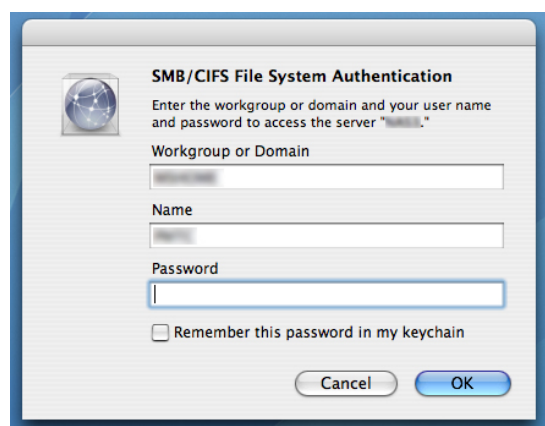 SMB/CIFS File System Authentication
Enter the workgroup or domain and your user name
and password to access the server "."
Workgroup or Domain
Name
Password
Remember this password in my keychain
Cancel
OK